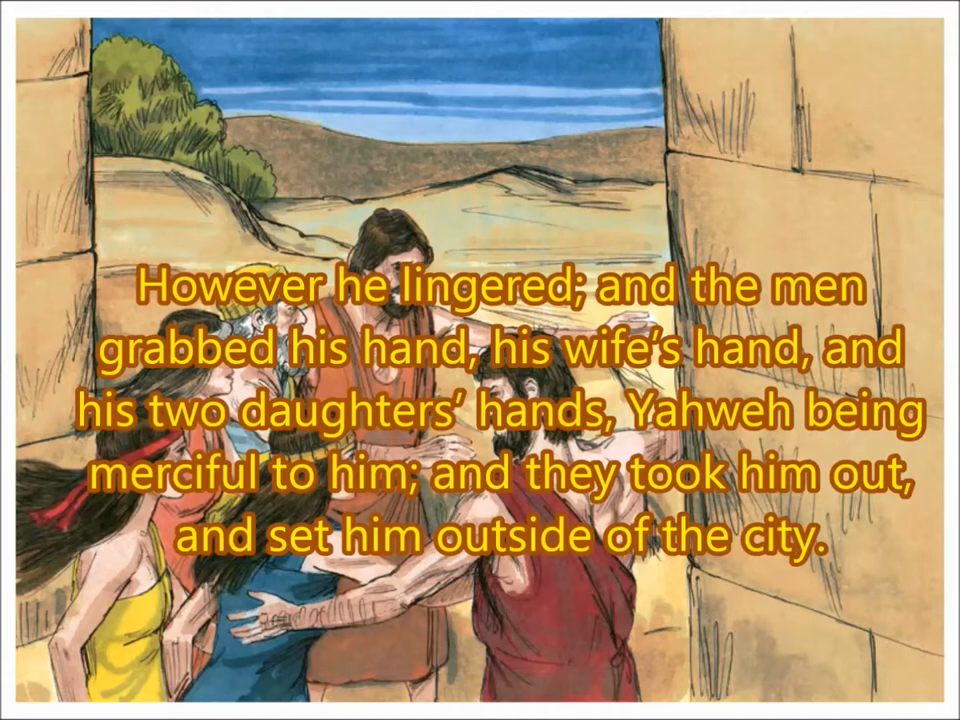 However he lingered; and the men
grabbed his hand, his wife’s hand, and
his two daughters’ hands, Yahweh being
merciful to him; and they took him out,
and set him outside of the city.